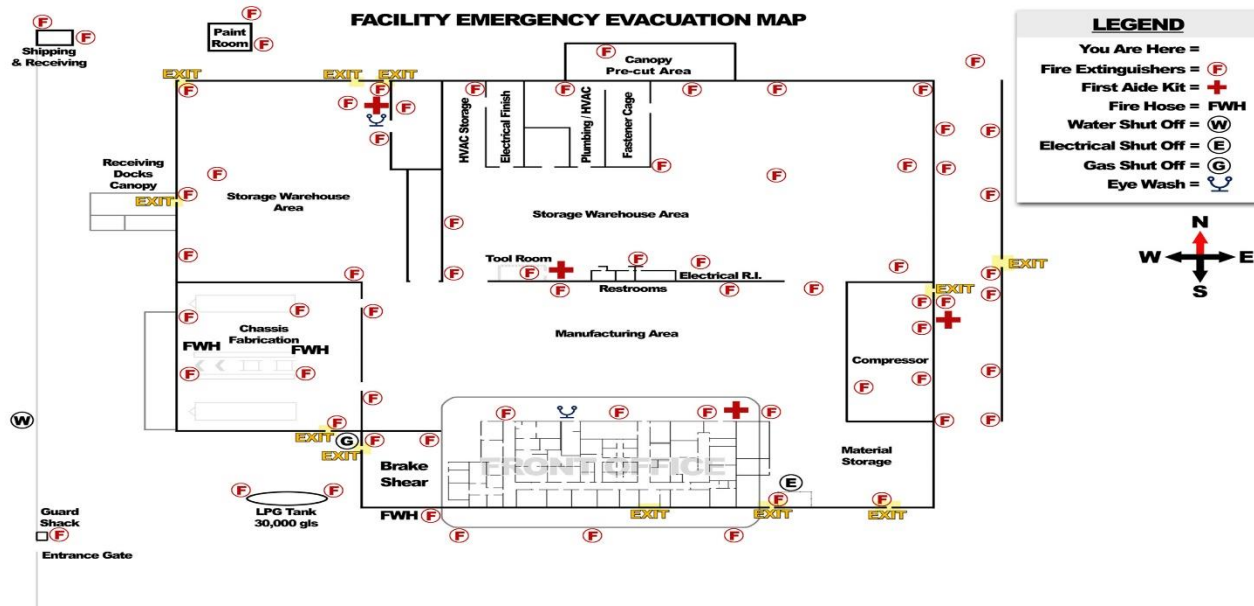 FACILITY EMERGENCY EVACUATION MAP
LEGEND
You Are Here =
Fire Extinguishers = F
First Aide Kit =
Fire Hose = FWH
Water Shut Off = W
Electrical Shut Off = E
Gas Shut Off = G
Eye Wash =
N
W E
S
F
F
Shipping
& Receiving
Paint
Room
F
F
F
Canopy
Pre-cut Area
F
EXIT
EXIT
EXIT
F
F
F
F
F
F
F
F
F
HVAC Storage
Electrical Finish
Plumbing / HVAC
Fastener Cage
F
F
Receiving
Docks
Canopy
F
F
F
F
F
F
F
EXIT
Storage Warehouse
Area
Storage Warehouse Area
F
F
F
F
F
Tool Room
F
F
F
Electrical R.I.
Restrooms
F
EXIT
F
F
F
F
F
EXIT
F
F
F
F
F
F
Chassis
Fabrication
FWH
FWH
F
F
Manufacturing Area
F
Compressor
F
F
F
F
W
F
F
F
F
F
F
F
F
EXIT
G
F
F
EXIT
Brake
Shear
FRONT OFFICE
Material
Storage
E
F
F
LPG Tank
30,000 gls
FWH
F
F
F
EXIT
EXIT
EXIT
Guard
Shack
F
Entrance Gate
F
F
F